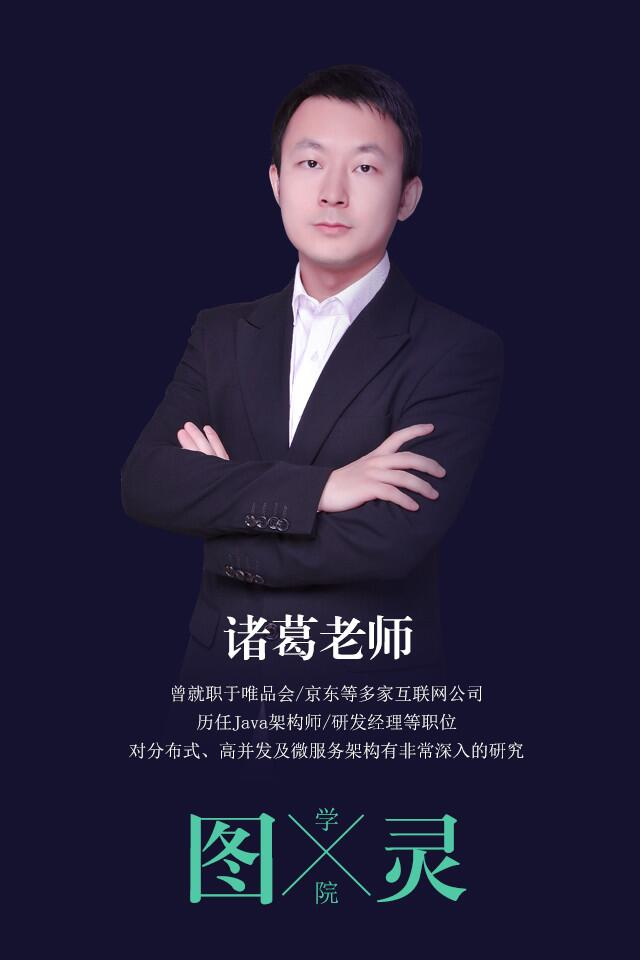 诸葛老师
曾就职于唯品会/京东等多家互联网公司
历任Java架构师/研发经理等职位
对分布式、高并发及微服务架构有非常深入的研究
图学院灵